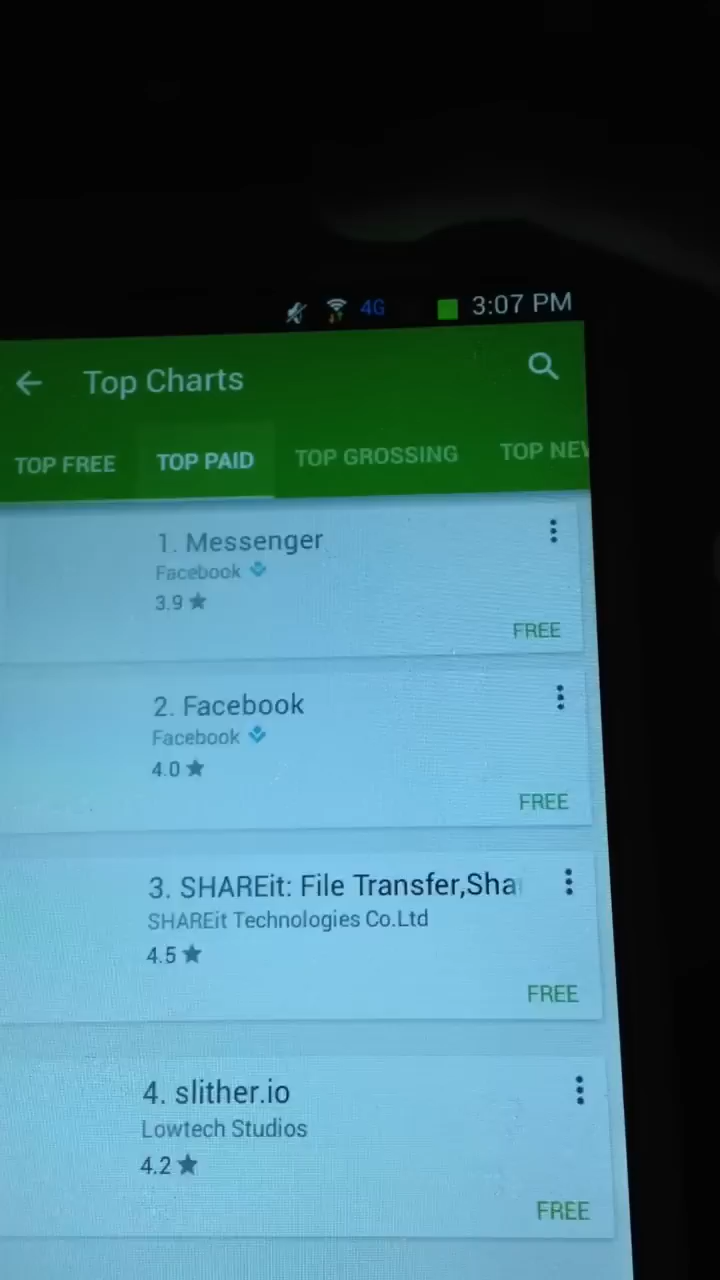 4G 3:07 PM
Top Charts
TOP FREE TOP PAID TOP GROSSING TOP NEW
1. Messenger
Facebook
3.9
FREE
2. Facebook
Facebook
4.0
FREE
3. SHAREit: File Transfer,Sha
SHAREit Technologies Co.Ltd
4.5
FREE
4. slither.io
Lowtech Studios
4.2
FREE